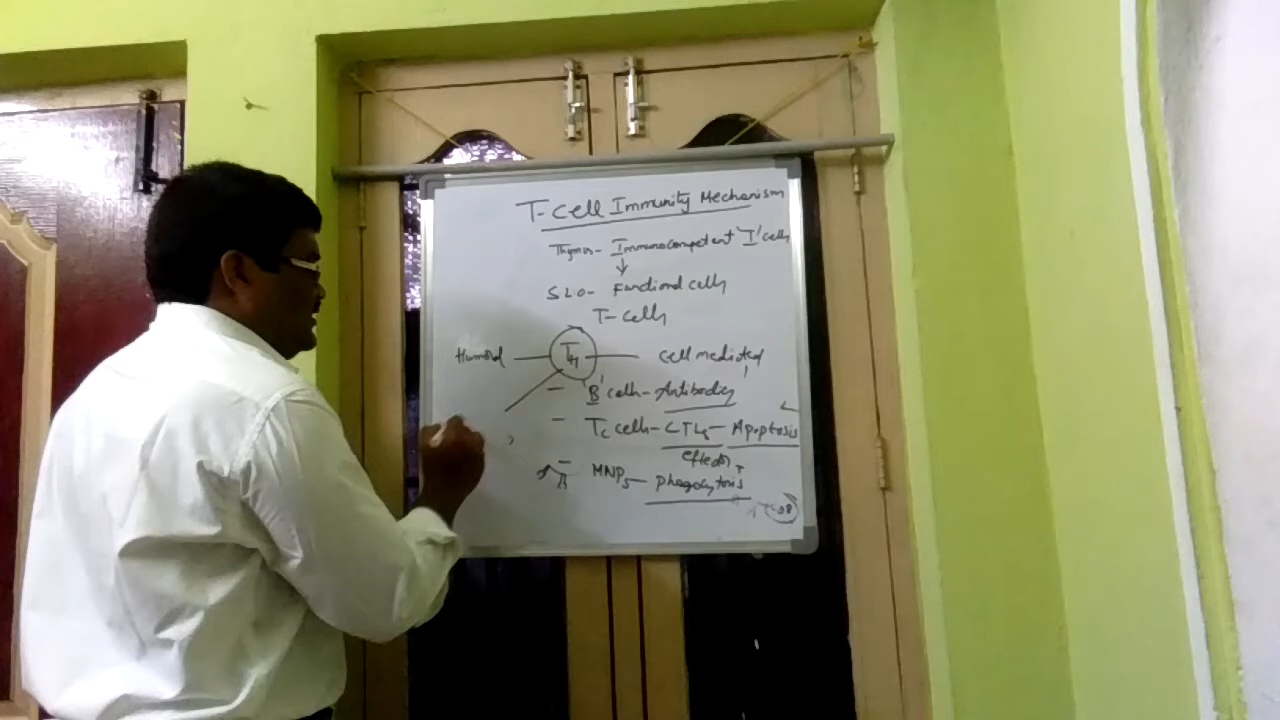 T-Cell Immunity Mechanism
Thymus- Immunocompetent 'T' cells
↓
SLO- Functional cells
T-cells
Humoral — TH — cell mediated
— 'B' cells- Antibodies
— Tc cells- CTLs- Apoptosis
effector
— MNPs- phagocytosis